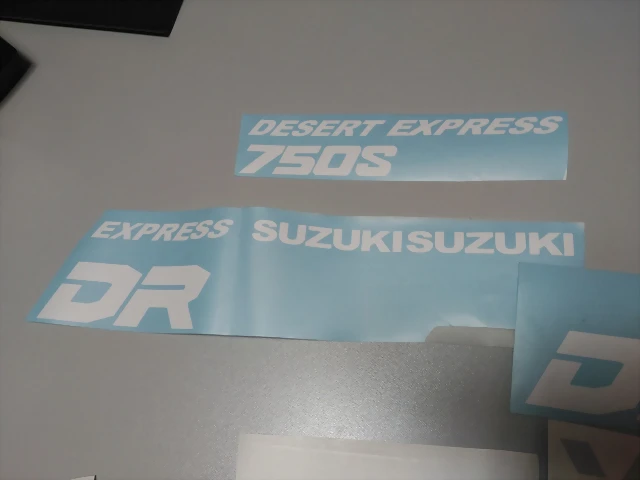 DESERT EXPRESS
750S
EXPRESS SUZUKI SUZUKI
DR
D